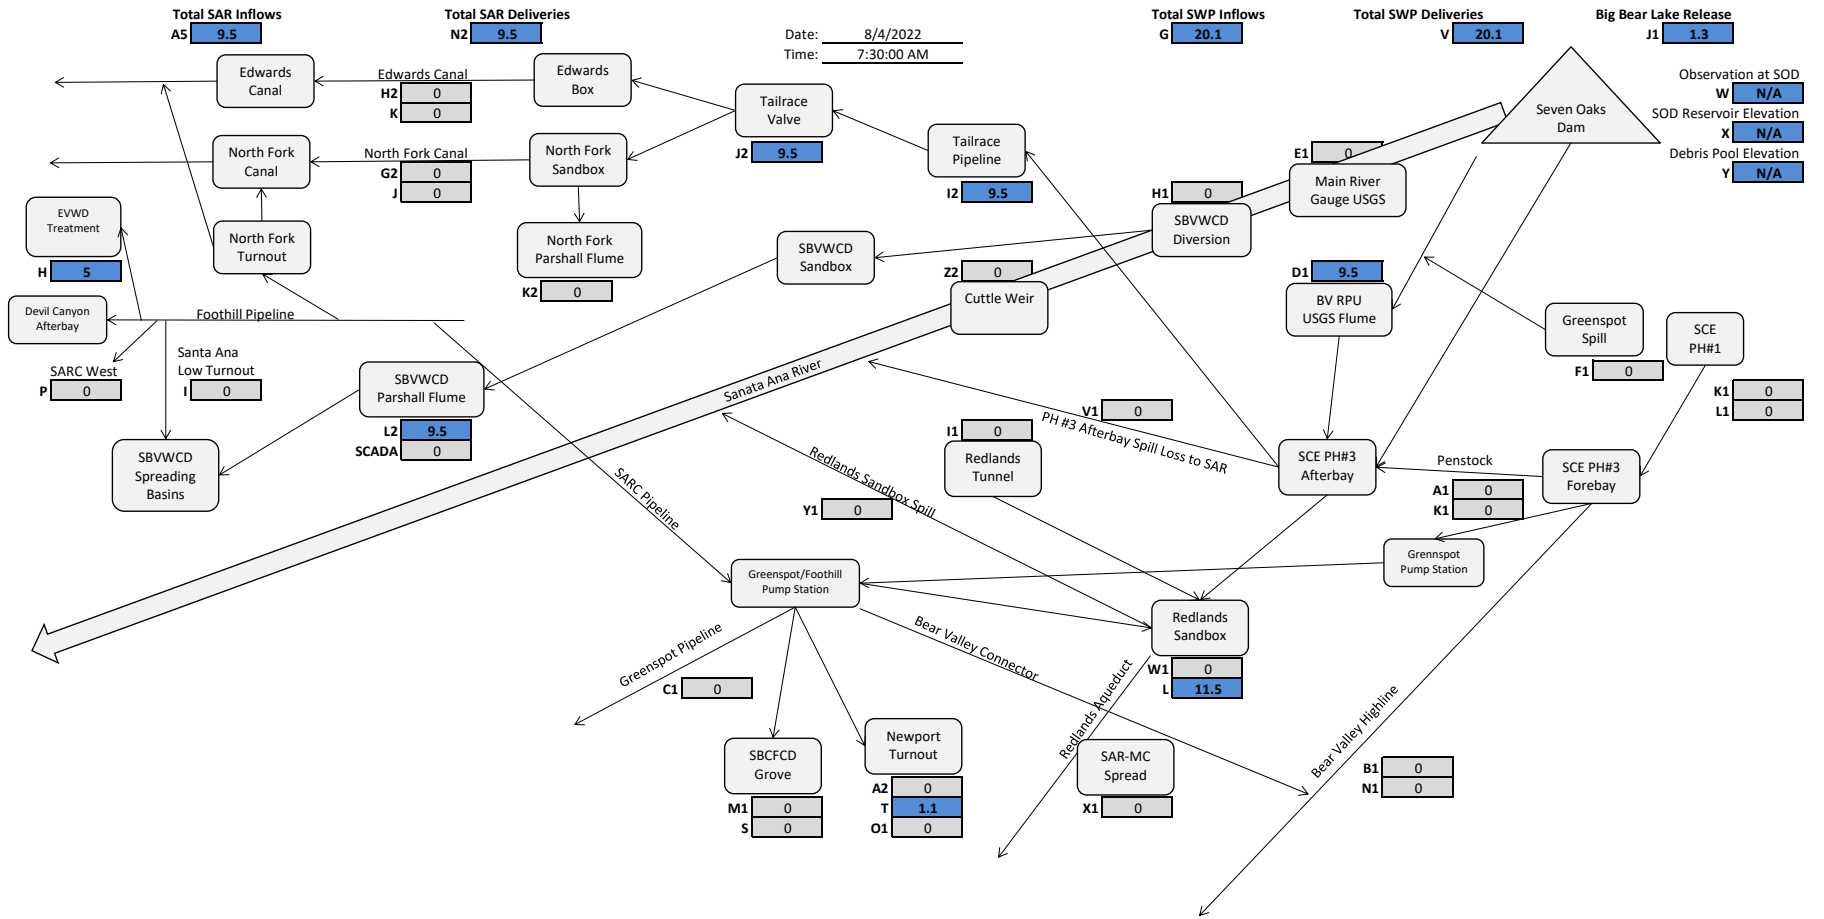 Total SAR Inflows
A5 9.5
Total SAR Deliveries
N2 9.5
Date: 8/4/2022
Time: 7:30:00 AM
Total SWP Inflows
G 20.1
Total SWP Deliveries
V 20.1
Big Bear Lake Release
J1 1.3
Edwards
Canal
Edwards Canal
H2 0
K 0
Edwards
Box
Tailrace
Valve
J2 9.5
Tailrace
Pipeline
I2 9.5
Seven Oaks
Dam
Observation at SOD
W N/A
SOD Reservoir Elevation
X N/A
Debris Pool Elevation
Y N/A
North Fork
Canal
North Fork Canal
G2 0
J 0
North Fork
Sandbox
E1 0
Main River
Gauge USGS
H1 0
SBVWCD
Diversion
EVWD
Treatment
H 5
North Fork
Turnout
North Fork
Parshall Flume
K2 0
SBVWCD
Sandbox
Z2 0
Cuttle Weir
D1 9.5
BV RPU
USGS Flume
Greenspot
Spill
F1 0
SCE
PH#1
K1 0
L1 0
Devil Canyon
Afterbay
Foothill Pipeline
SARC West
P 0
Santa Ana
Low Turnout
I 0
SBVWCD
Parshall Flume
L2 9.5
SCADA 0
Sanata Ana River
V1 0
PH #3 Afterbay Spill Loss to SAR
I1 0
Redlands
Tunnel
SCE PH#3
Afterbay
Penstock
A1 0
K1 0
SCE PH#3
Forebay
SBVWCD
Spreading
Basins
SARC Pipeline
Redlands Sandbox Spill
Y1 0
Grennspot
Pump Station
Greenspot/Foothill
Pump Station
Redlands
Sandbox
W1 0
L 11.5
Greenspot Pipeline
C1 0
Bear Valley Connector
Redlands Aqueduct
Bear Valley Highline
SBCFCD
Grove
M1 0
S 0
Newport
Turnout
A2 0
T 1.1
O1 0
SAR-MC
Spread
X1 0
B1 0
N1 0